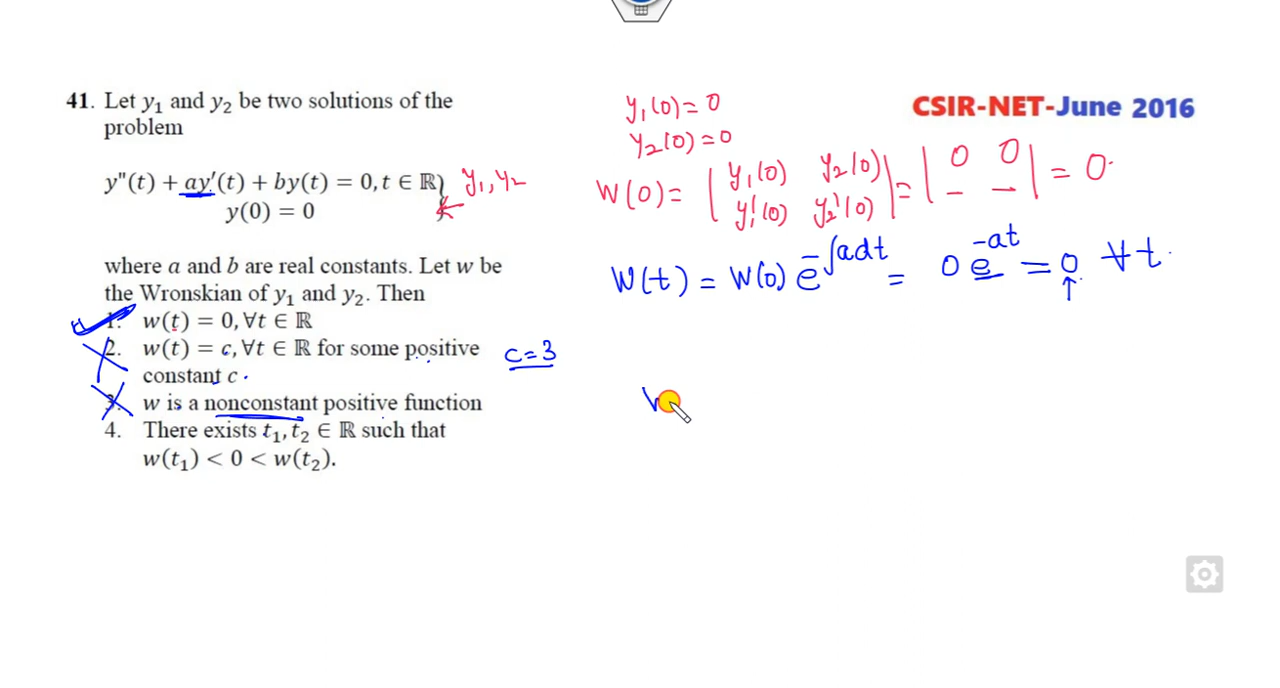 41. Let y₁ and y₂ be two solutions of the
problem
y"(t) + ay'(t) + by(t) = 0, t ∈ ℝ}
y(0) = 0
y₁, y₂
where a and b are real constants. Let w be
the Wronskian of y₁ and y₂. Then
1. w(t) = 0, ∀t ∈ ℝ
2. w(t) = c, ∀t ∈ ℝ for some positive
constant c.
c = 3
3. w is a nonconstant positive function
4. There exists t₁, t₂ ∈ ℝ such that
w(t₁) < 0 < w(t₂).
CSIR-NET-June 2016
y₁(0) = 0
y₂(0) = 0
W(0) = | y₁(0) y₂(0) | = | 0 0 | = 0.
| y₁'(0) y₂'(0) | | – – |
W(t) = W(0) e^{-∫adt} = 0 e^{-at} = 0 ∀ t.